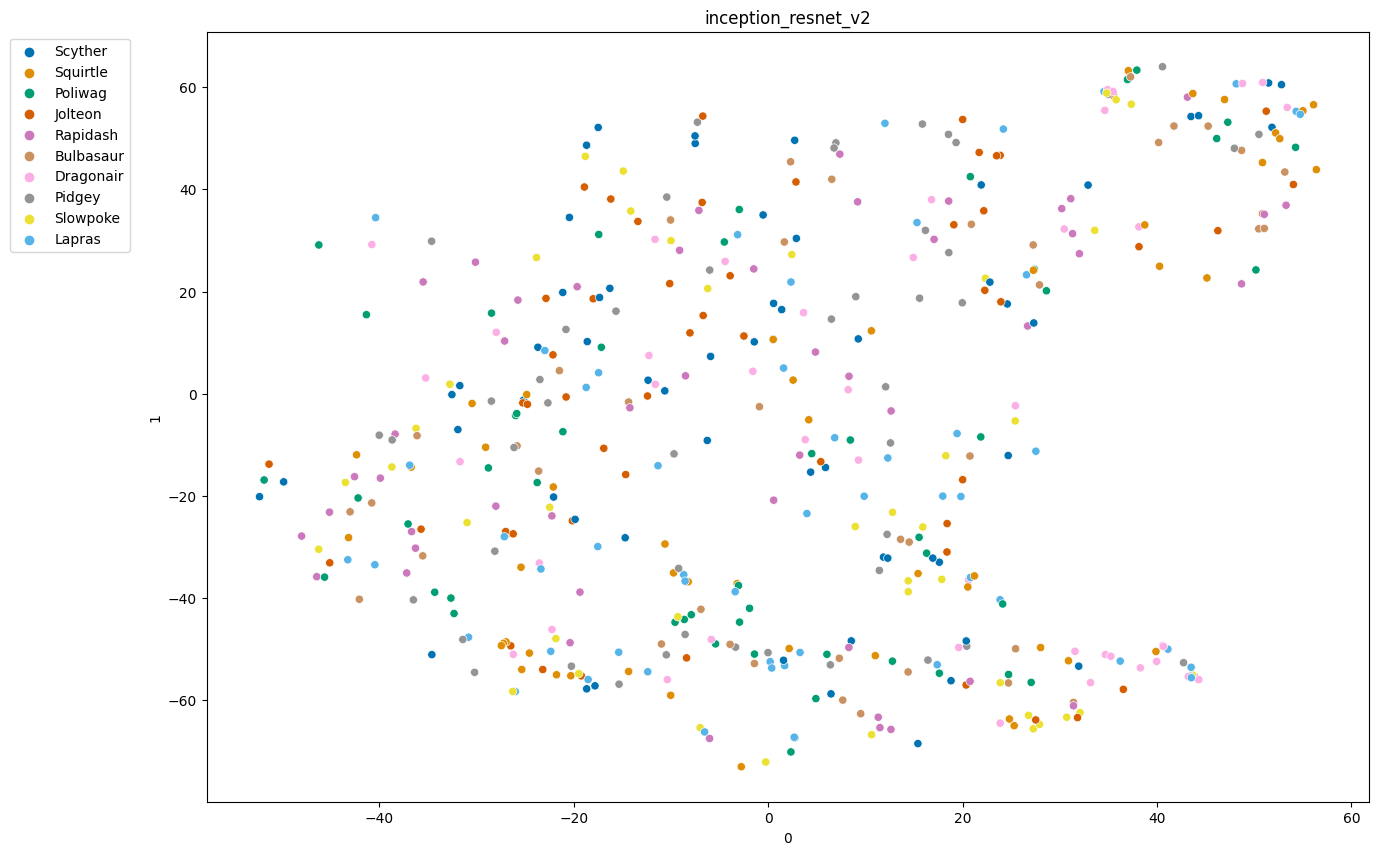 inception_resnet_v2
Scyther
Squirtle
Poliwag
Jolteon
Rapidash
Bulbasaur
Dragonair
Pidgey
Slowpoke
Lapras
60
40
20
0
−20
−40
−60
1
−40
−20
0
20
40
60
0